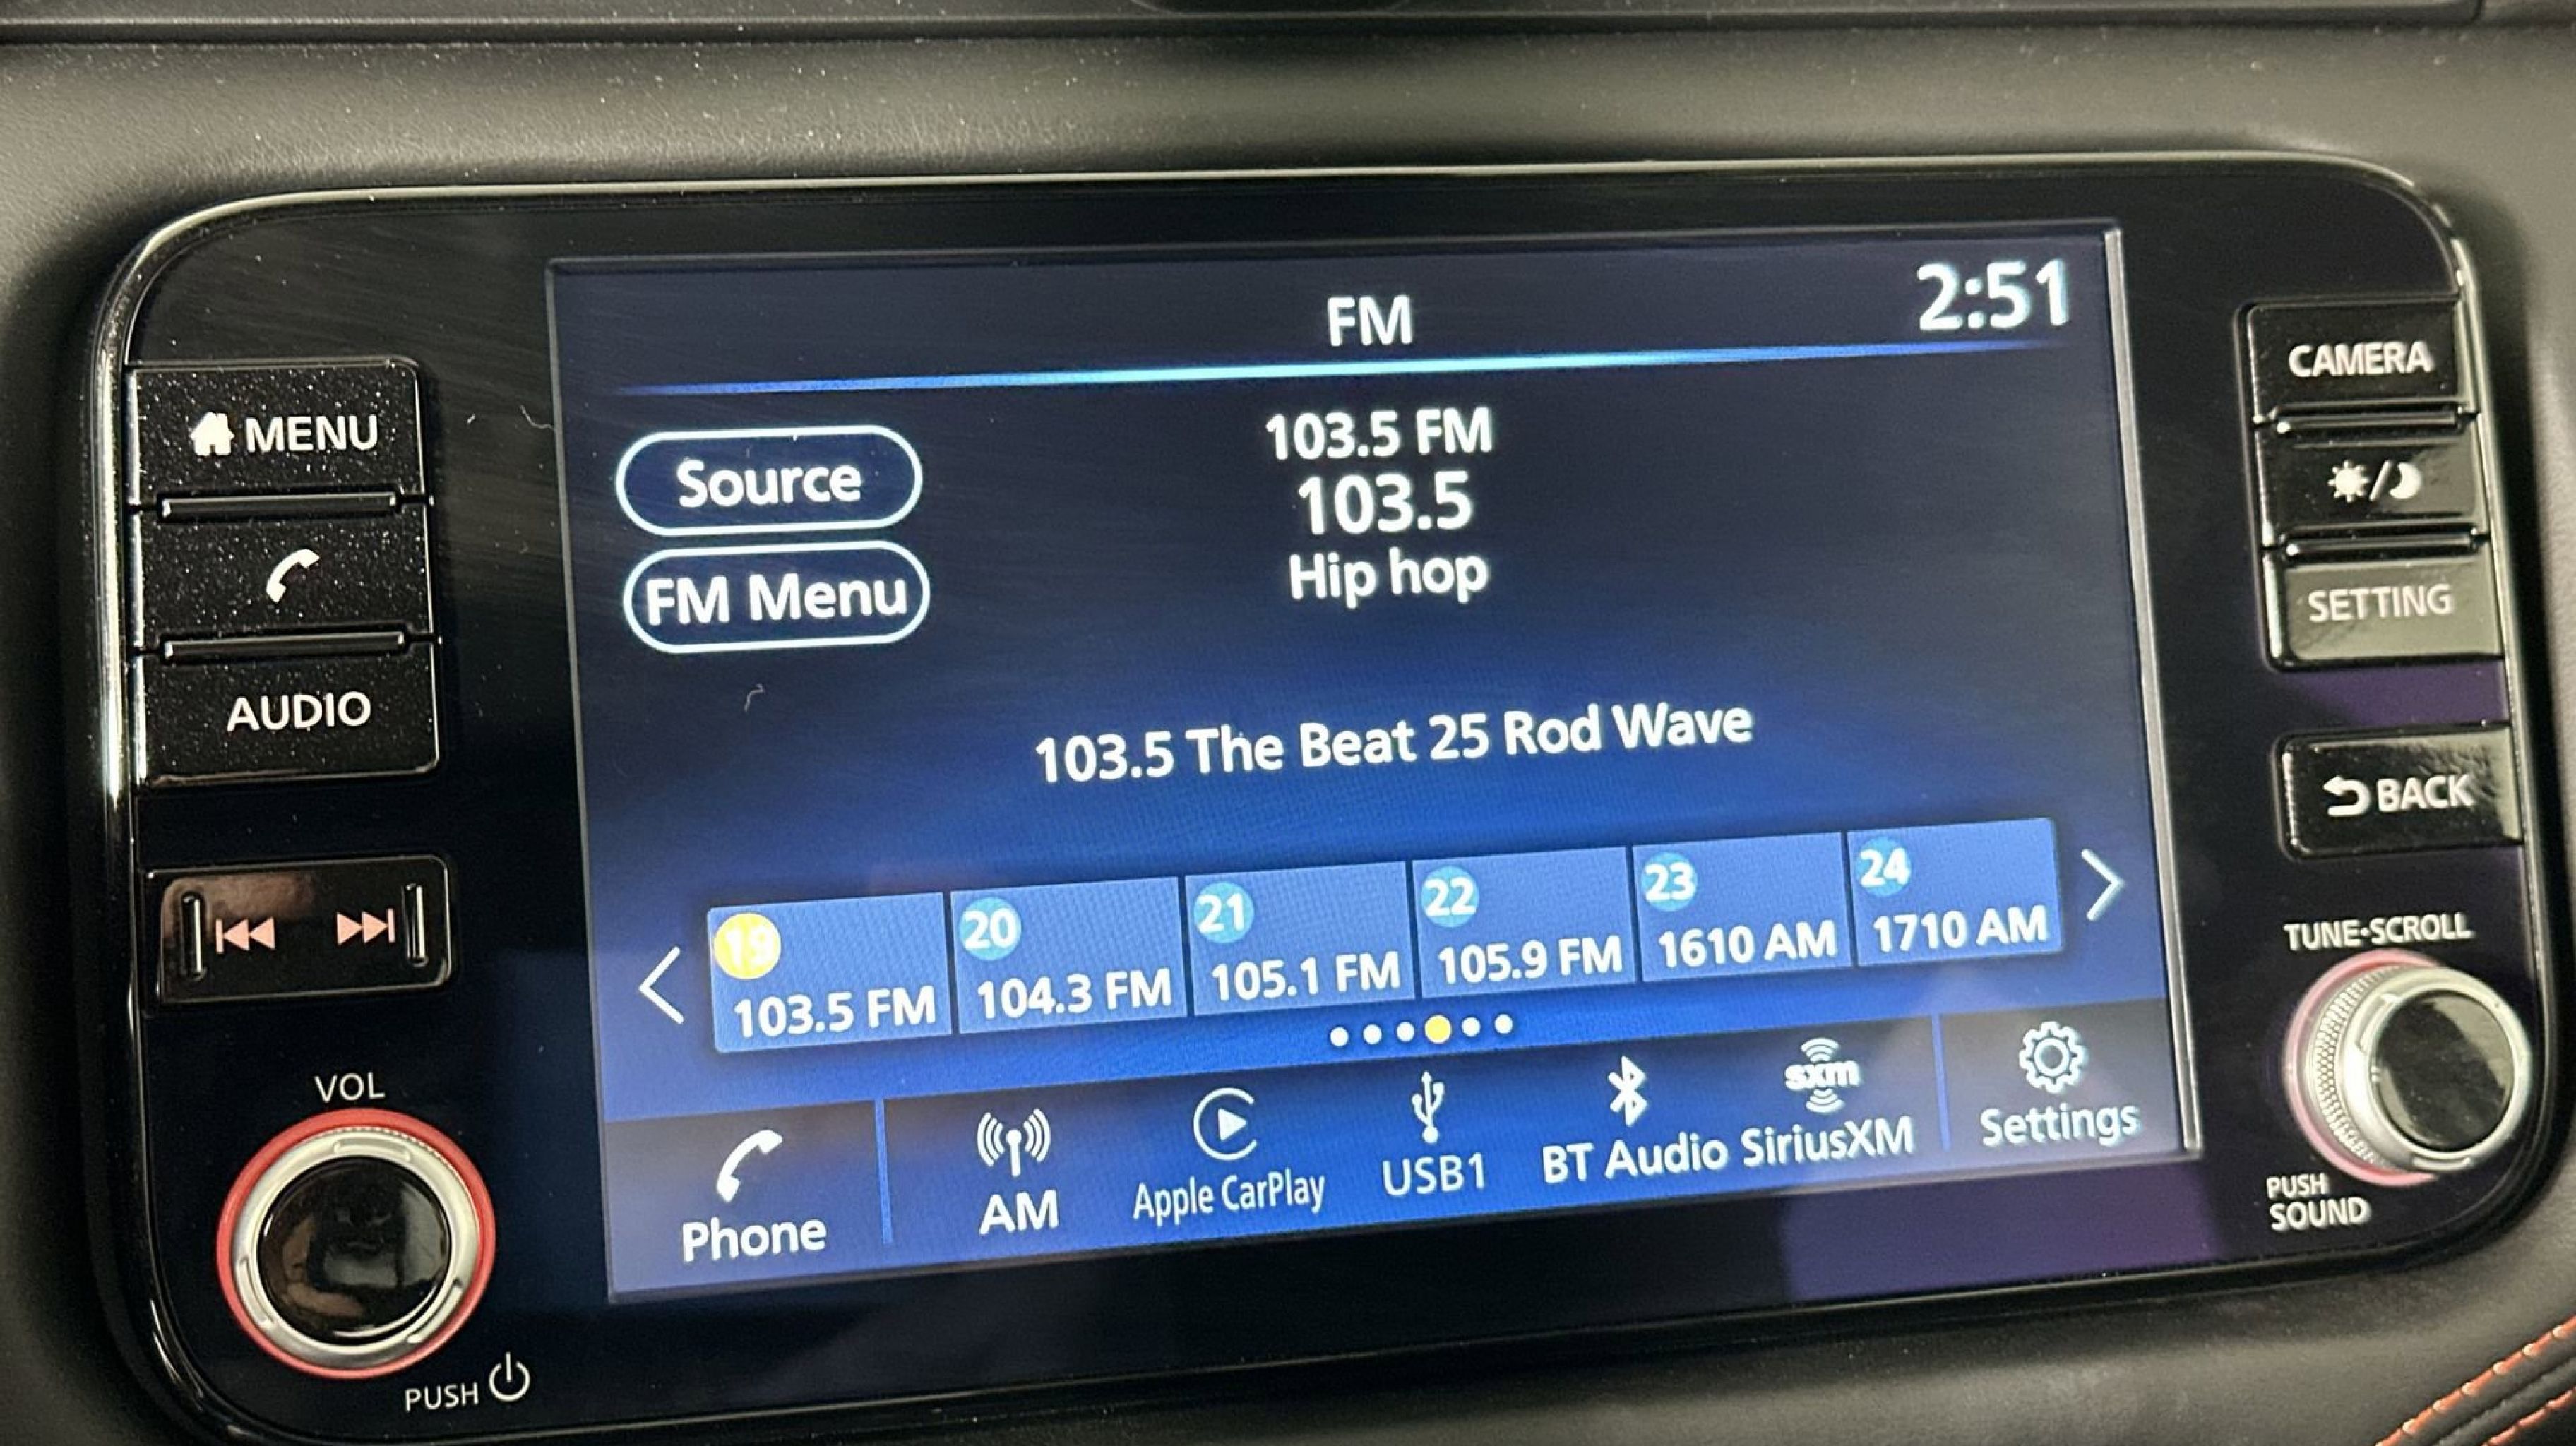 FM
2:51
MENU
AUDIO
VOL
PUSH
Source
FM Menu
103.5 FM
103.5
Hip hop
103.5 The Beat 25 Rod Wave
19
103.5 FM
20
104.3 FM
21
105.1 FM
22
105.9 FM
23
1610 AM
24
1710 AM
Phone
AM
Apple CarPlay
USB1
BT Audio
sxm
SiriusXM
Settings
CAMERA
SETTING
BACK
TUNE•SCROLL
PUSH
SOUND